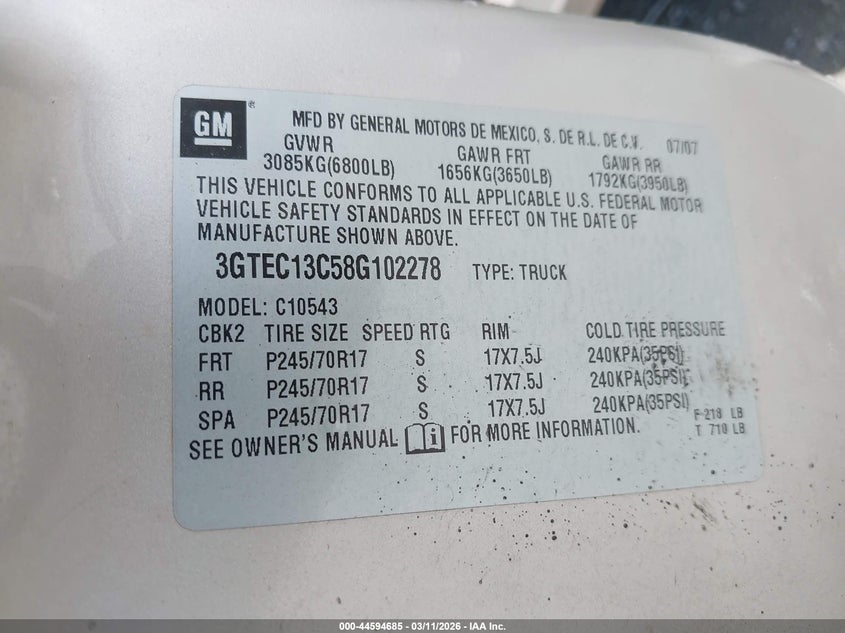 GM ®
MFD BY GENERAL MOTORS DE MEXICO, S. DE R.L. DE C.V. 07/07
GVWR GAWR FRT GAWR RR
3085KG(6800LB) 1656KG(3650LB) 1792KG(3950LB)
THIS VEHICLE CONFORMS TO ALL APPLICABLE U.S. FEDERAL MOTOR
VEHICLE SAFETY STANDARDS IN EFFECT ON THE DATE OF
MANUFACTURE SHOWN ABOVE.
3GTEC13C58G102278 TYPE: TRUCK
MODEL: C10543
CBK2 TIRE SIZE SPEED RTG RIM COLD TIRE PRESSURE
FRT P245/70R17 S 17X7.5J 240KPA(35PSI)
RR P245/70R17 S 17X7.5J 240KPA(35PSI)
SPA P245/70R17 S 17X7.5J 240KPA(35PSI)
F 218 LB
T 710 LB
SEE OWNER'S MANUAL i FOR MORE INFORMATION.
000-44594685 - 03/11/2026 - IAA Inc.